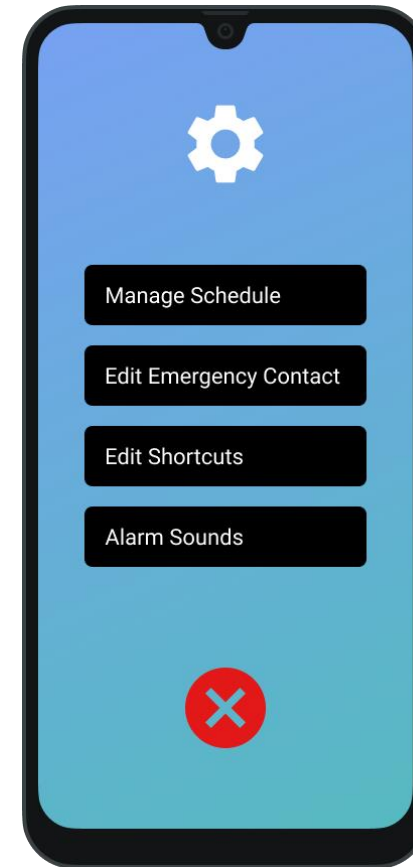 Manage Schedule
Edit Emergency Contact
Edit Shortcuts
Alarm Sounds